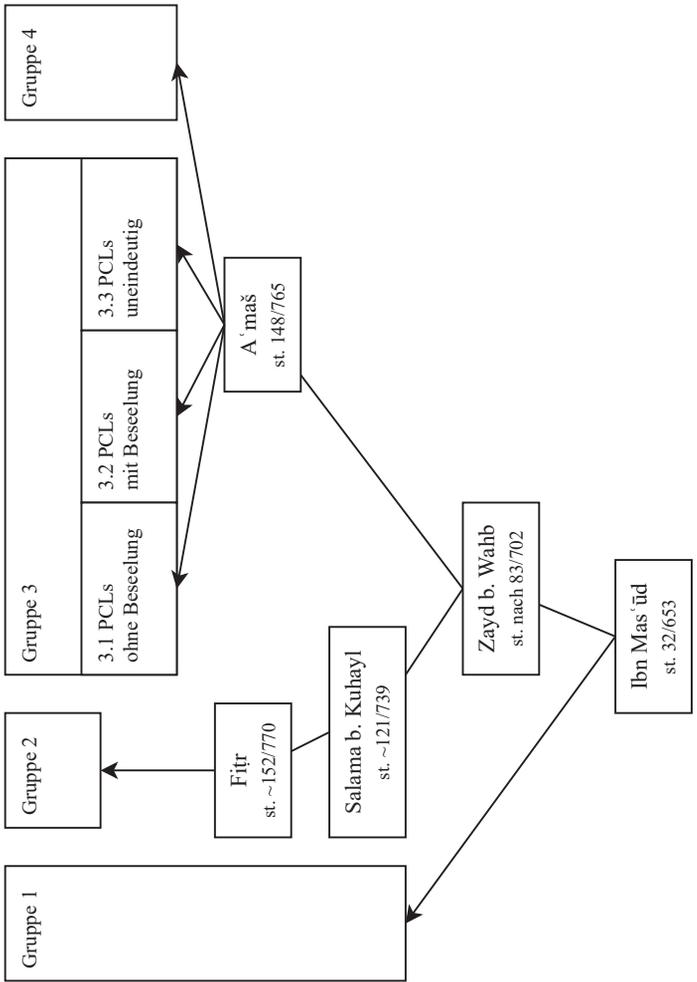 Gruppe 1
Gruppe 2
Gruppe 3
Gruppe 4
3.1 PCLs
ohne Beseelung
3.2 PCLs
mit Beseelung
3.3 PCLs
uneindeutig
Fiṭr
st. ~152/770
Aʿmaš
st. 148/765
Salama b. Kuhayl
st. ~121/739
Zayd b. Wahb
st. nach 83/702
Ibn Masʿūd
st. 32/653